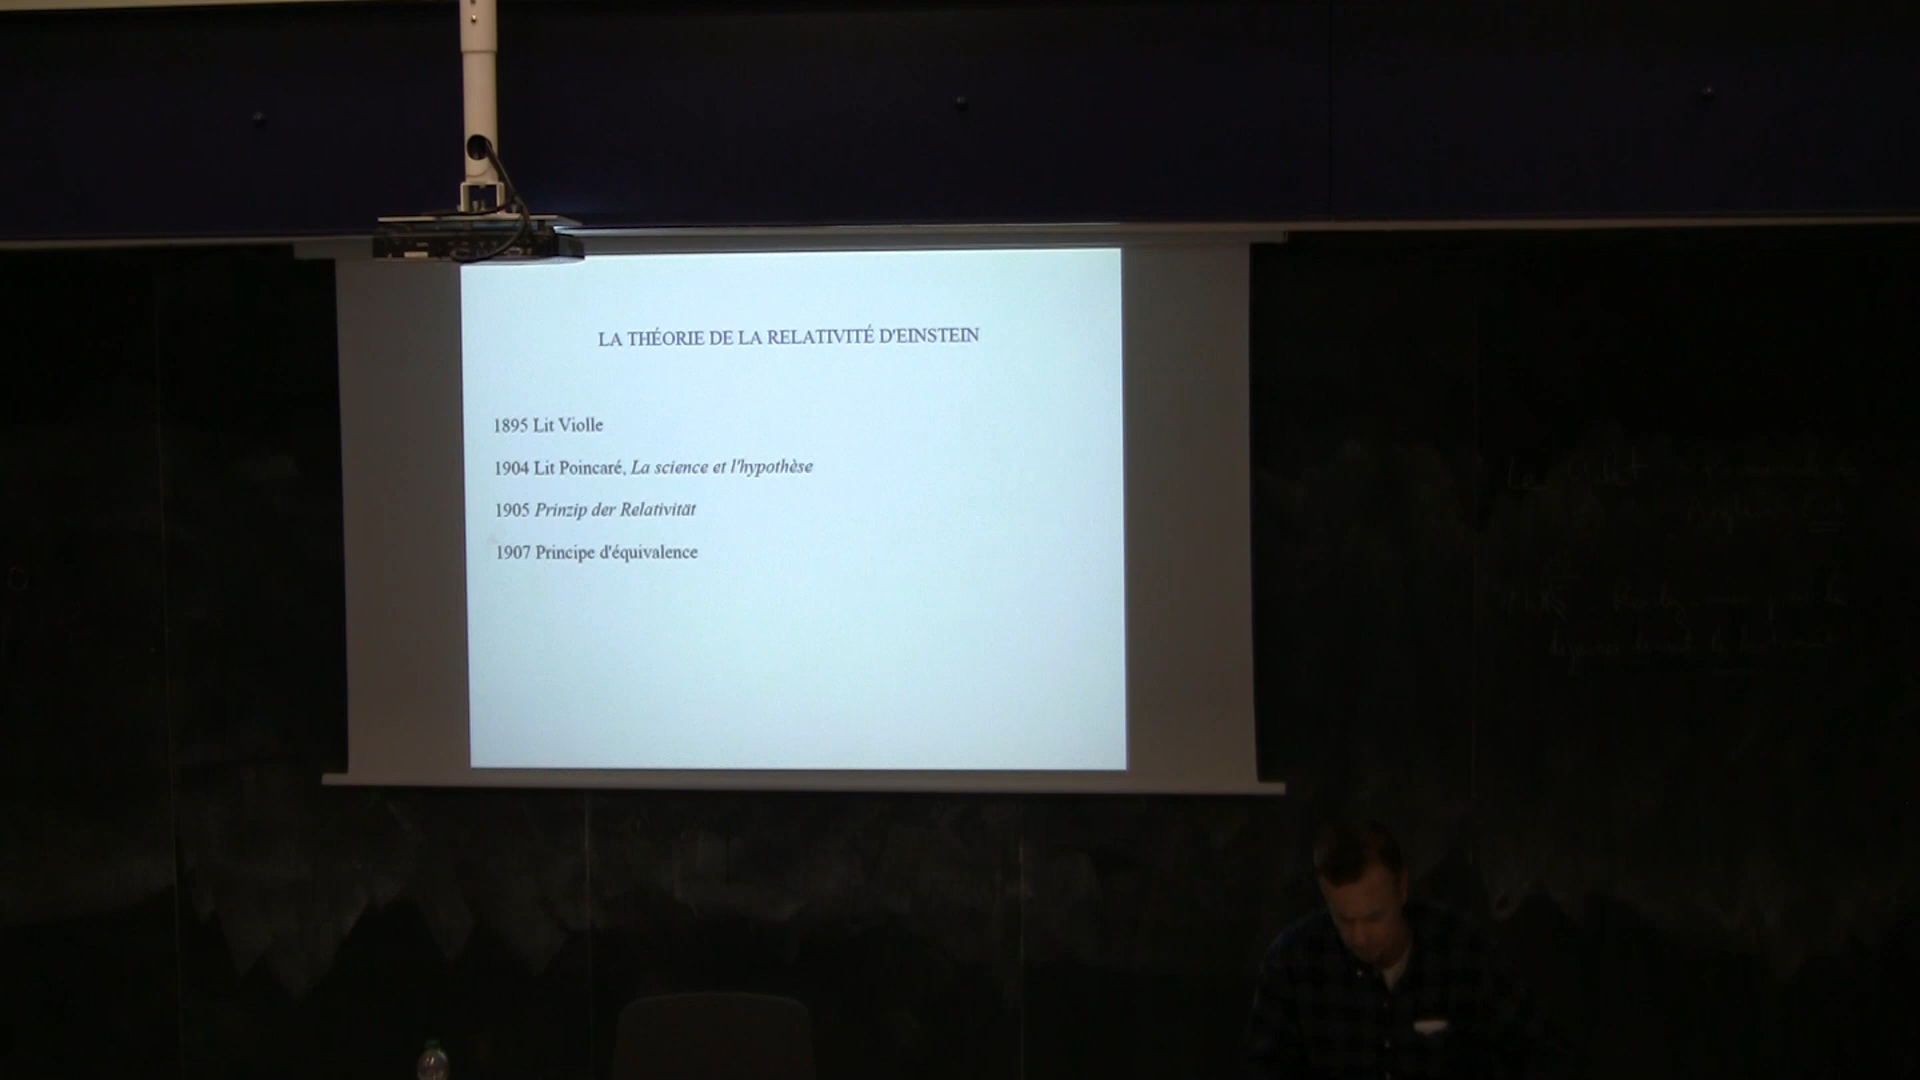 LA THÉORIE DE LA RELATIVITÉ D'EINSTEIN
1895 Lit Violle
1904 Lit Poincaré, La science et l'hypothèse
1905 Prinzip der Relativität
1907 Principe d'équivalence